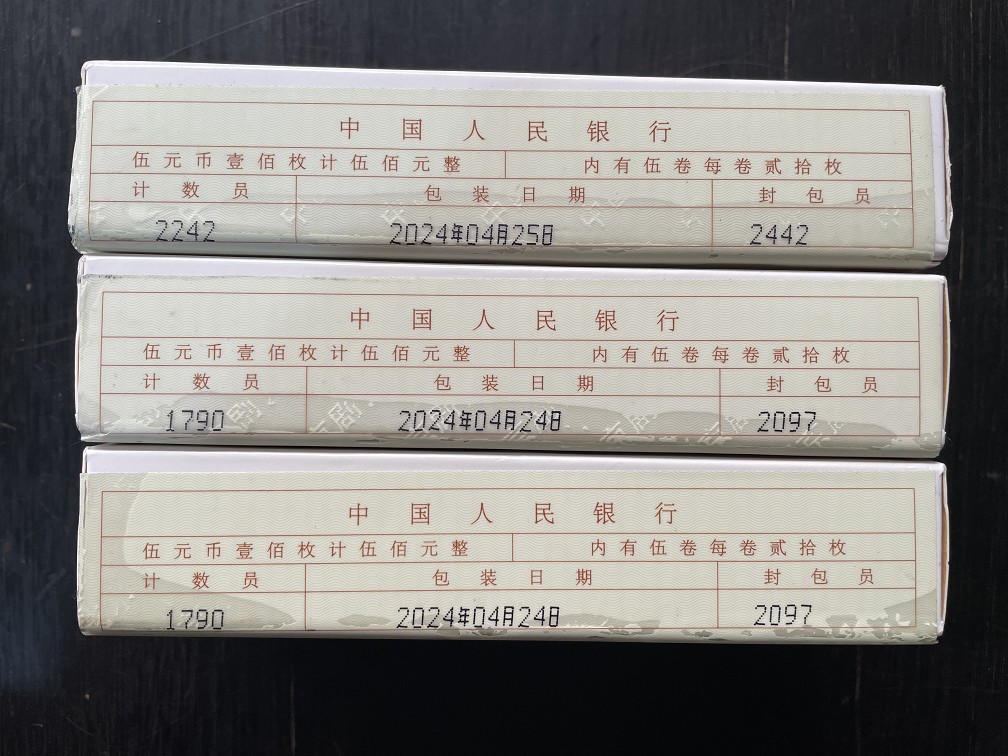 中国人民银行
伍元币壹佰枚计伍佰元整 内有伍卷每卷贰拾枚
计数员 包装日期 封包员
2242 2024年04月25日 2442
中国人民银行
伍元币壹佰枚计伍佰元整 内有伍卷每卷贰拾枚
计数员 包装日期 封包员
1790 2024年04月24日 2097
中国人民银行
伍元币壹佰枚计伍佰元整 内有伍卷每卷贰拾枚
计数员 包装日期 封包员
1790 2024年04月24日 2097